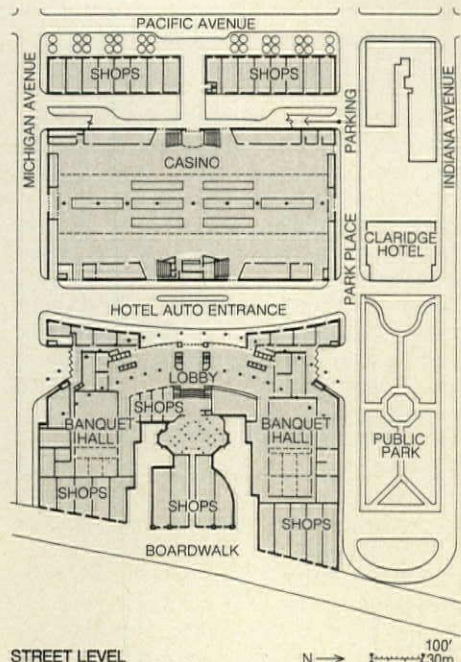 PACIFIC AVENUE
SHOPS
SHOPS
MICHIGAN AVENUE
CASINO
PARKING
INDIANA AVENUE
PARK PLACE
CLARIDGE
HOTEL
HOTEL AUTO ENTRANCE
LOBBY
SHOPS
BANQUET
HALL
BANQUET
HALL
PUBLIC
PARK
SHOPS
SHOPS
SHOPS
BOARDWALK
STREET LEVEL
N
100'
30m